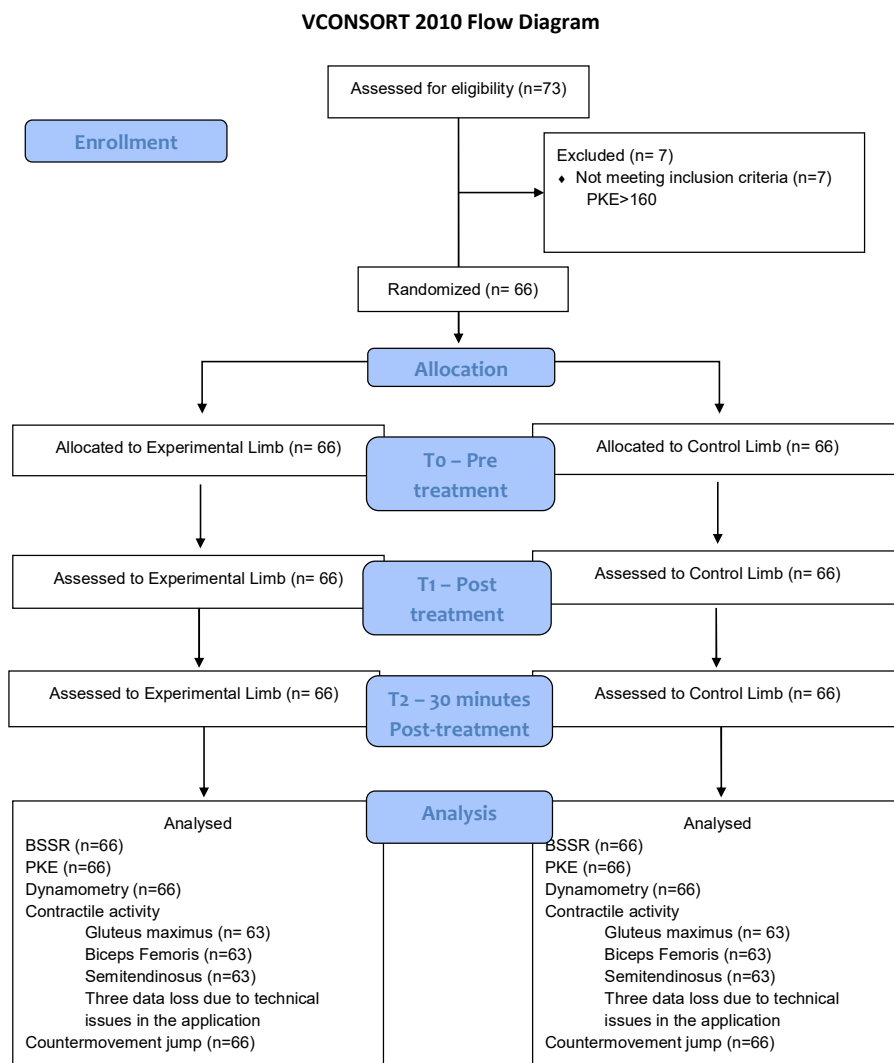 VCONSORT 2010 Flow Diagram
Assessed for eligibility (n=73)
Enrollment
Excluded (n= 7)
♦ Not meeting inclusion criteria (n=7)
PKE>160
Randomized (n= 66)
Allocation
Allocated to Experimental Limb (n= 66)
T0 – Pre
treatment
Allocated to Control Limb (n= 66)
Assessed to Experimental Limb (n= 66)
T1 – Post
treatment
Assessed to Control Limb (n= 66)
Assessed to Experimental Limb (n= 66)
T2 – 30 minutes
Post-treatment
Assessed to Control Limb (n= 66)
Analysis
Analysed
BSSR (n=66)
PKE (n=66)
Dynamometry (n=66)
Contractile activity
Gluteus maximus (n= 63)
Biceps Femoris (n=63)
Semitendinosus (n=63)
Three data loss due to technical
issues in the application
Countermovement jump (n=66)
Analysed
BSSR (n=66)
PKE (n=66)
Dynamometry (n=66)
Contractile activity
Gluteus maximus (n= 63)
Biceps Femoris (n=63)
Semitendinosus (n=63)
Three data loss due to technical
issues in the application
Countermovement jump (n=66)